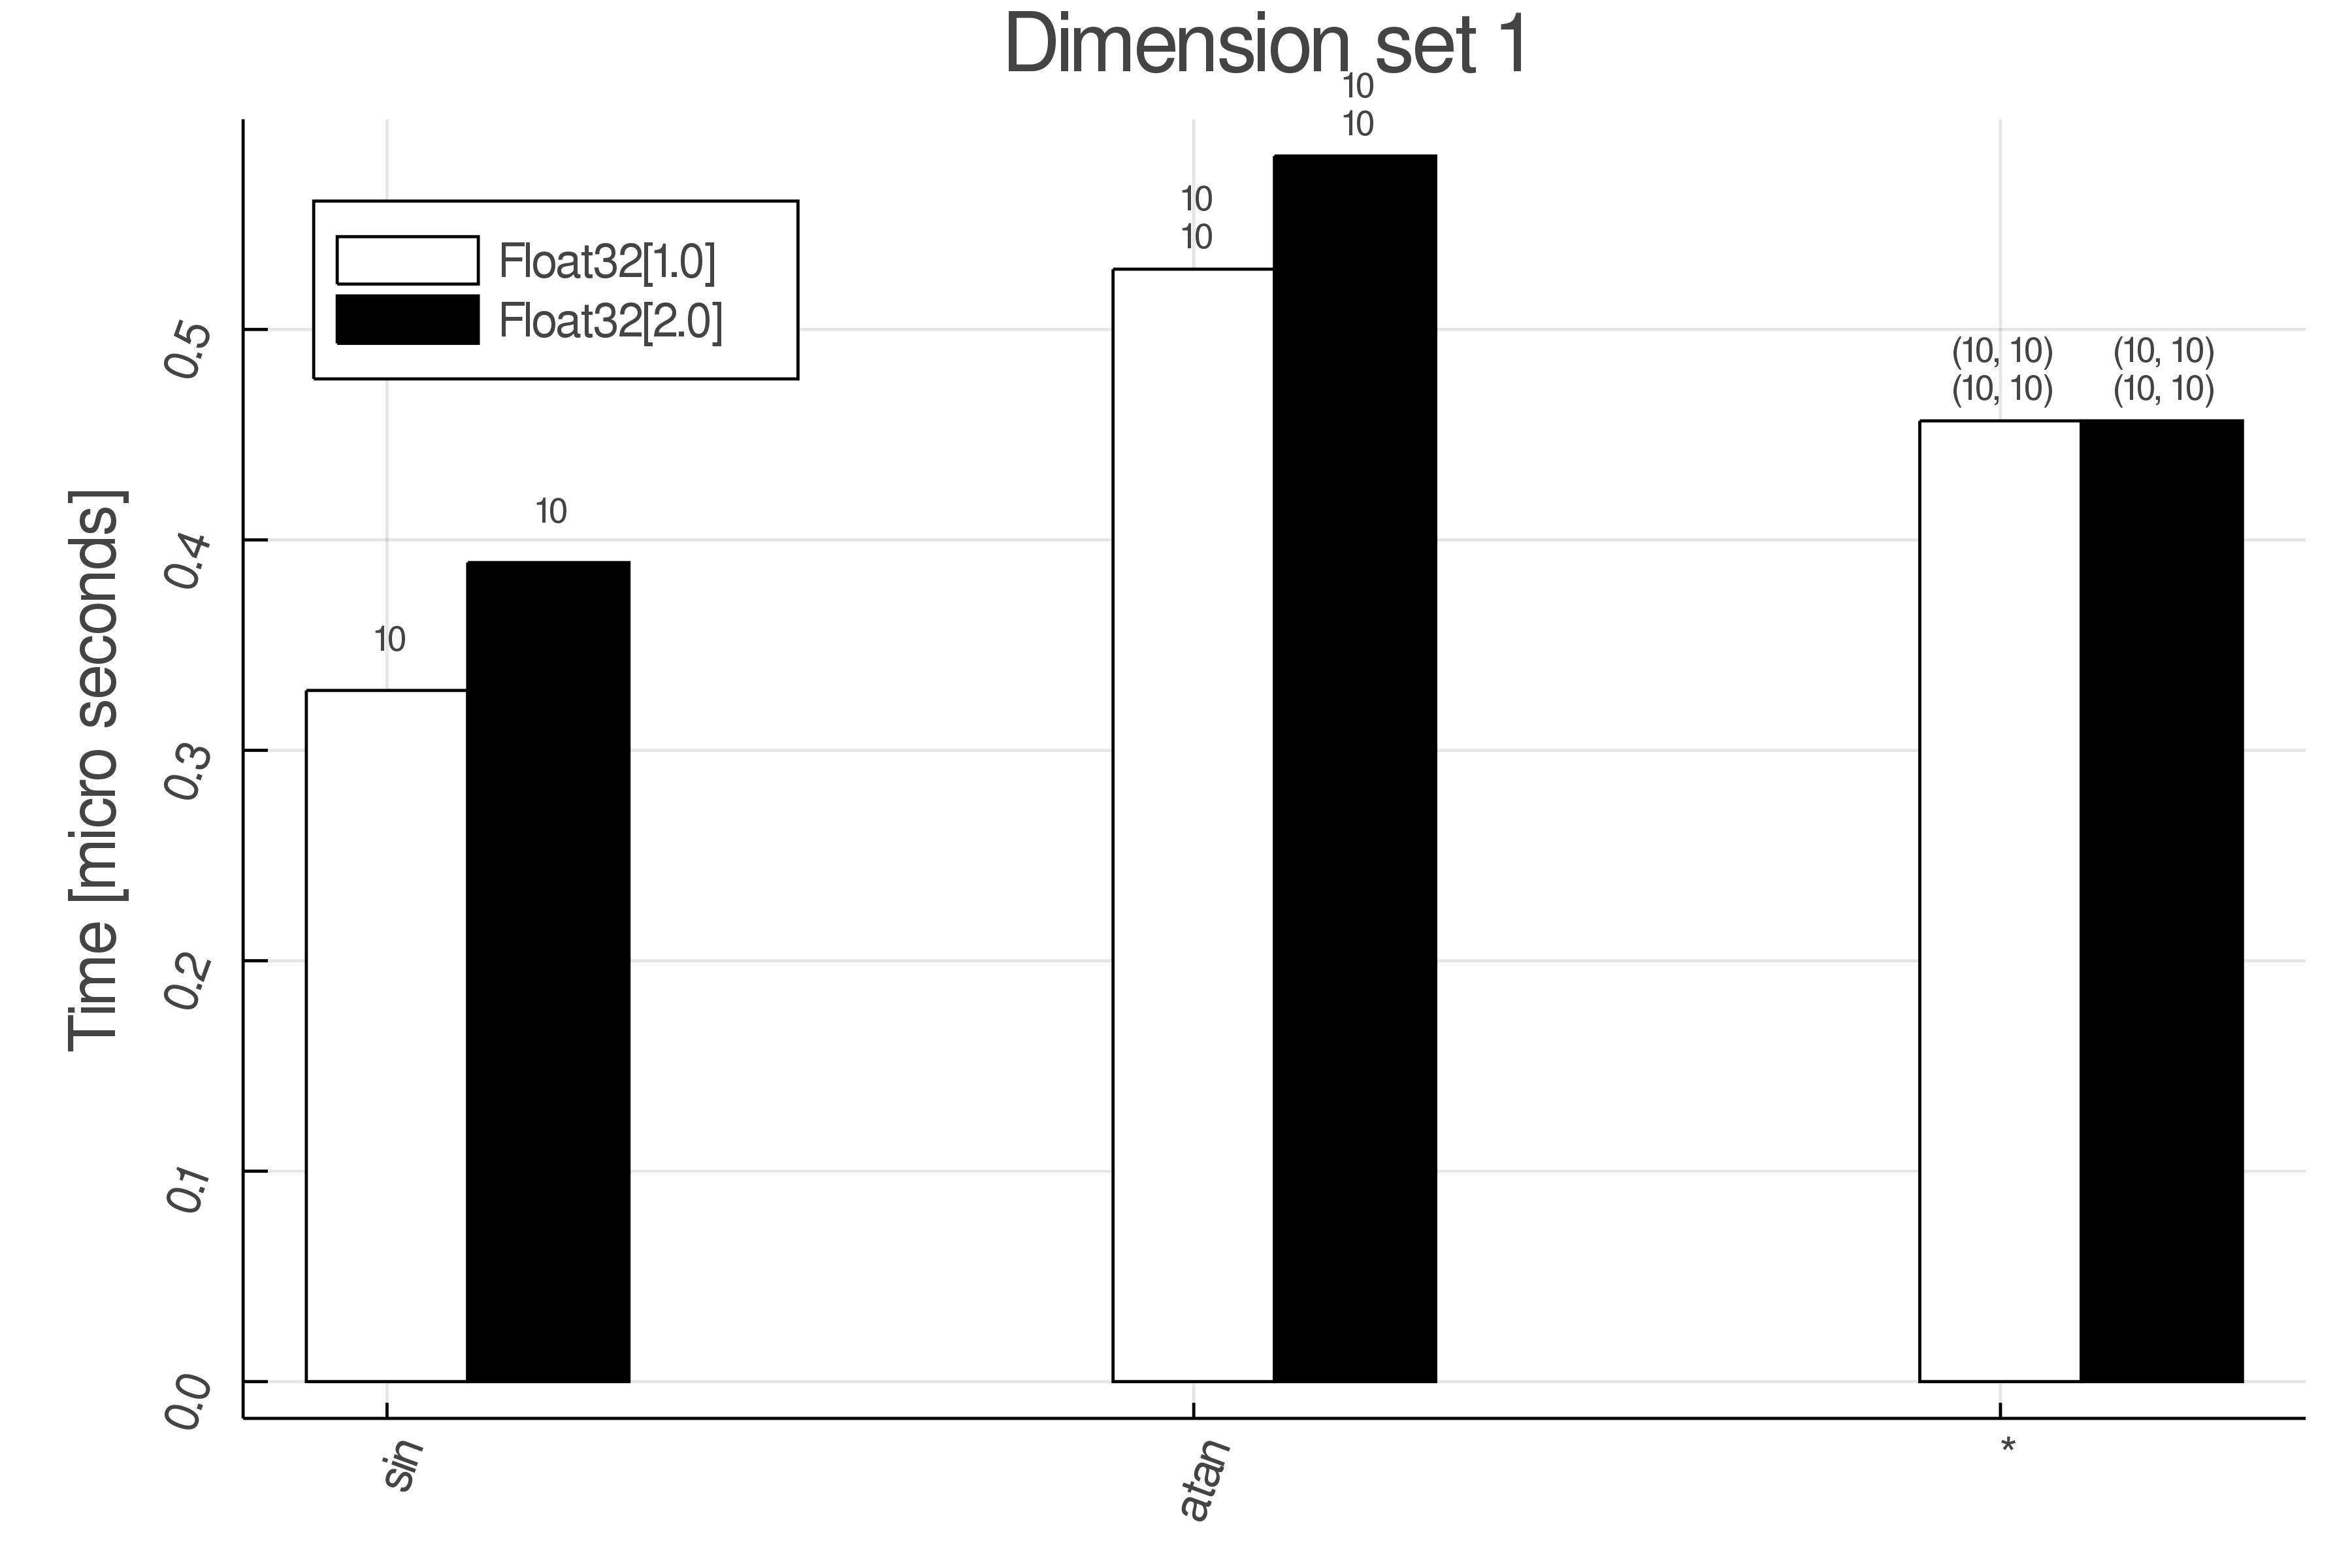 Dimension set 1
10
10
10
10
Float32[1.0]
Float32[2.0]
0.5
(10, 10) (10, 10)
(10, 10) (10, 10)
10
0.4
10
0.3
0.2
0.1
0.0
Time [micro seconds]
sin atan *